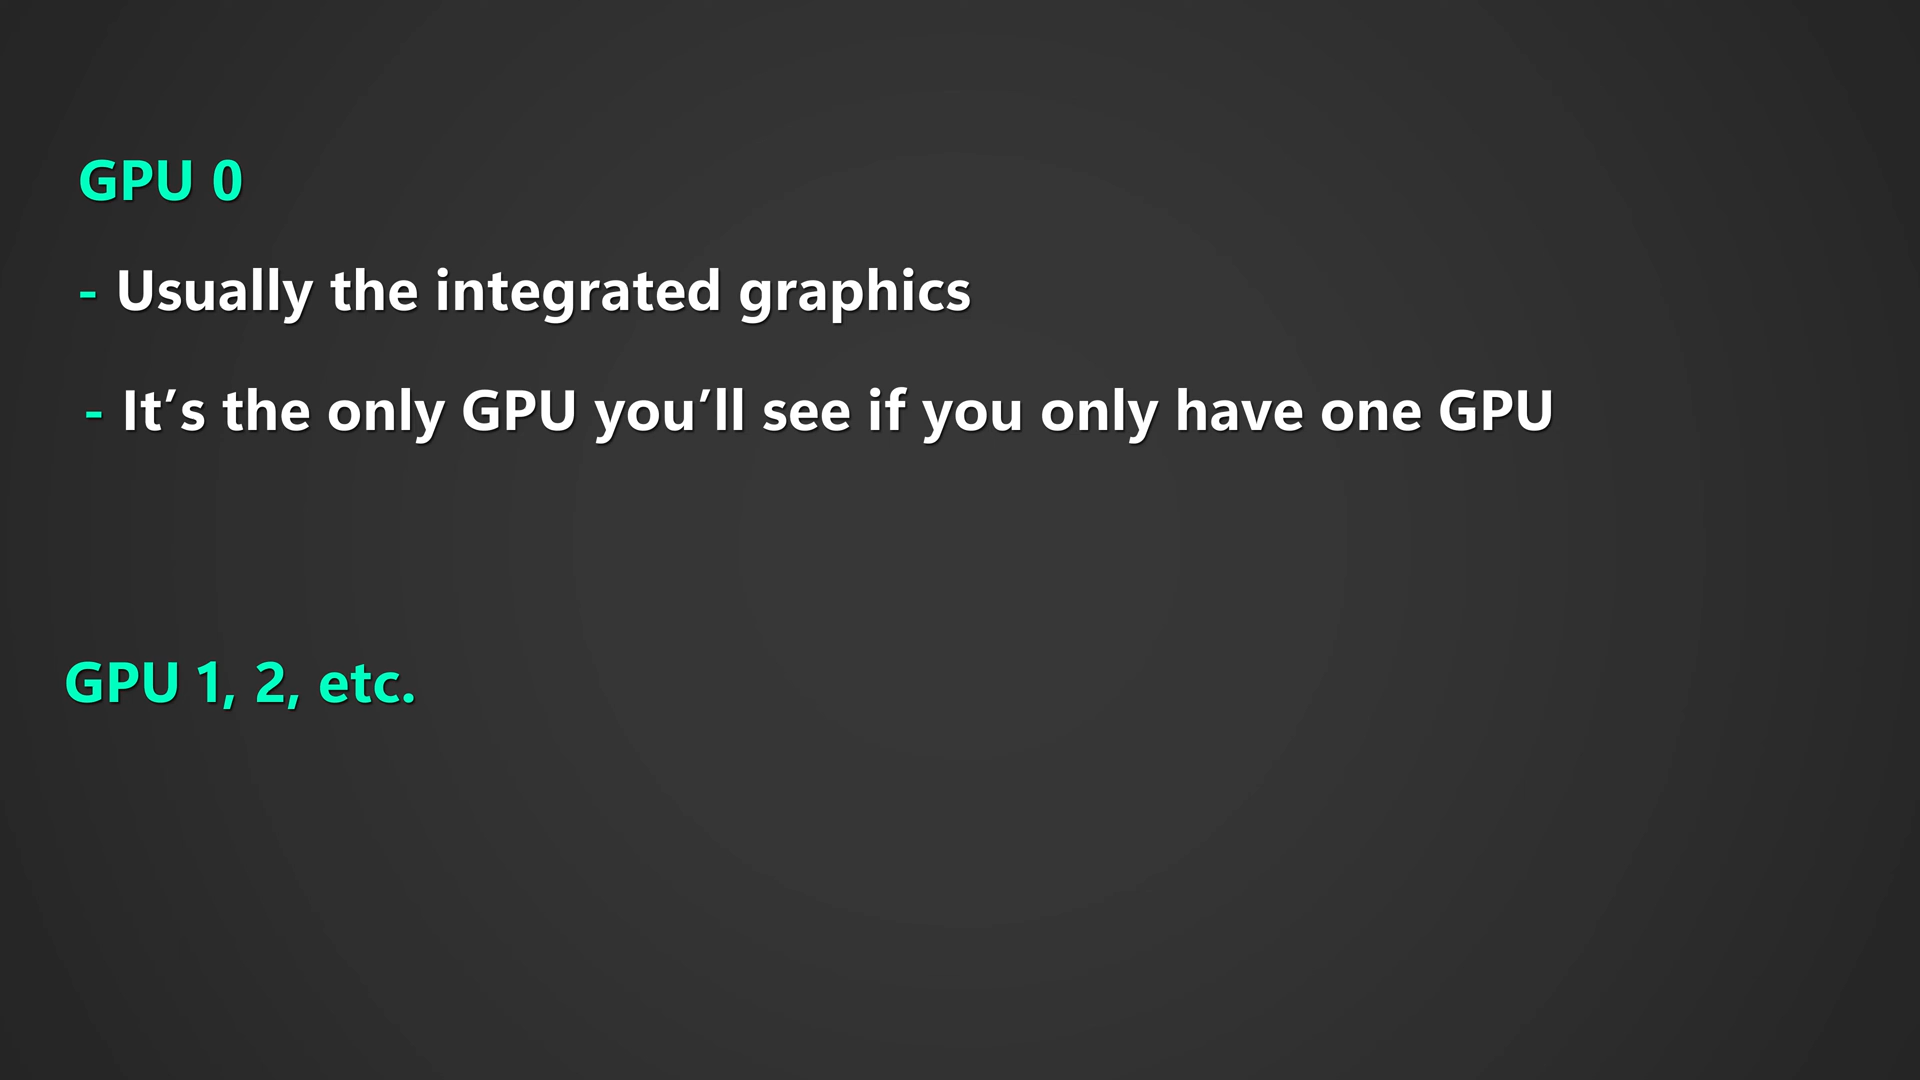 GPU 0
- Usually the integrated graphics
- It’s the only GPU you’ll see if you only have one GPU
GPU 1, 2, etc.